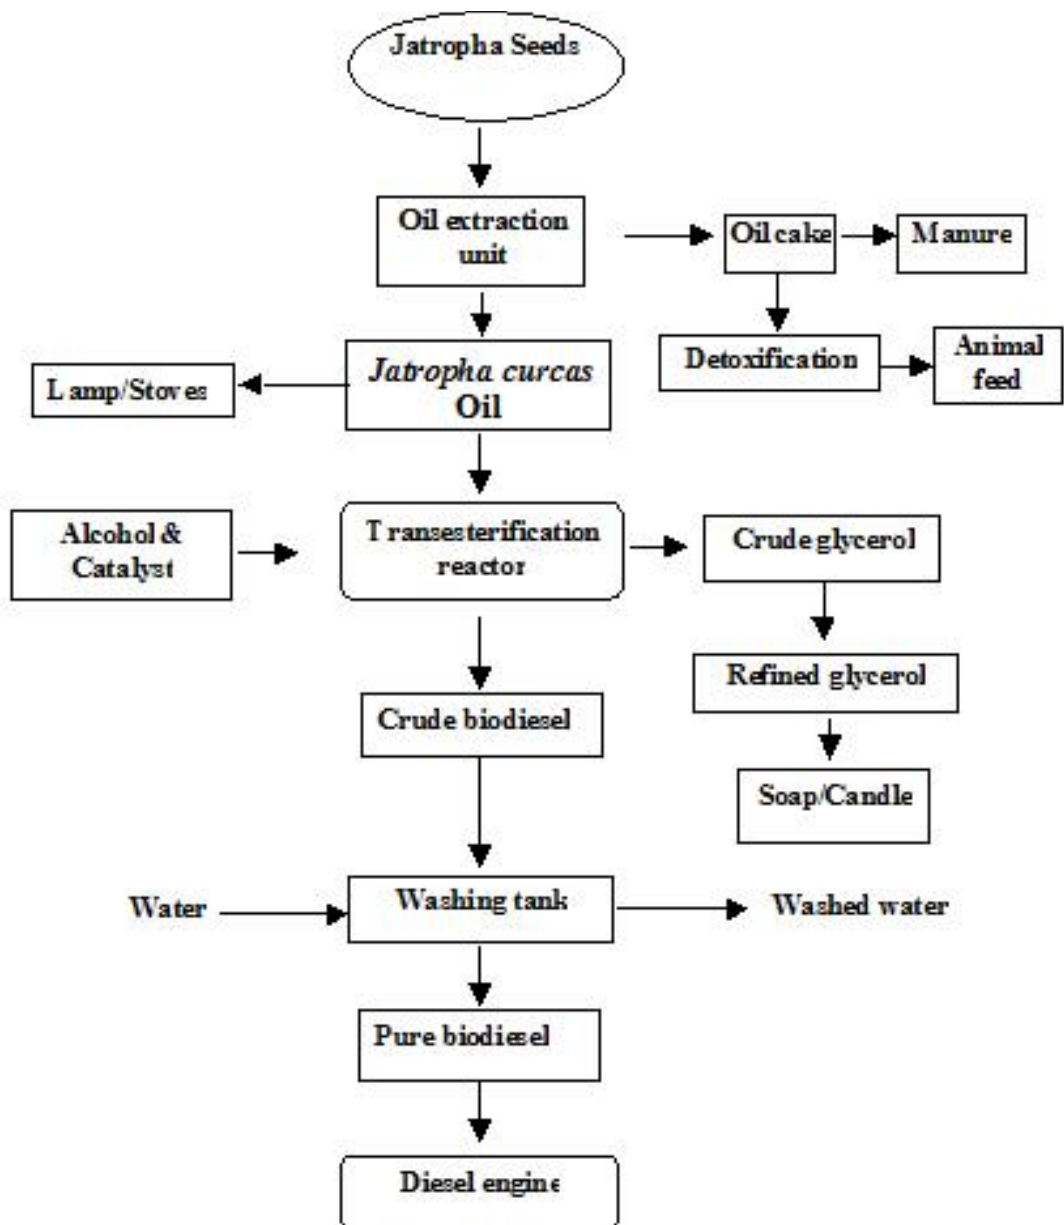 Jatropha Seeds
Oil extraction
unit
Oil cake
Manure
Detoxification
Animal
feed
Jatropha curcas
Oil
Lamp/Stoves
Alcohol &
Catalyst
Transesterification
reactor
Crude glycerol
Refined glycerol
Soap/Candle
Crude biodiesel
Water
Washing tank
Washed water
Pure biodiesel
Diesel engine